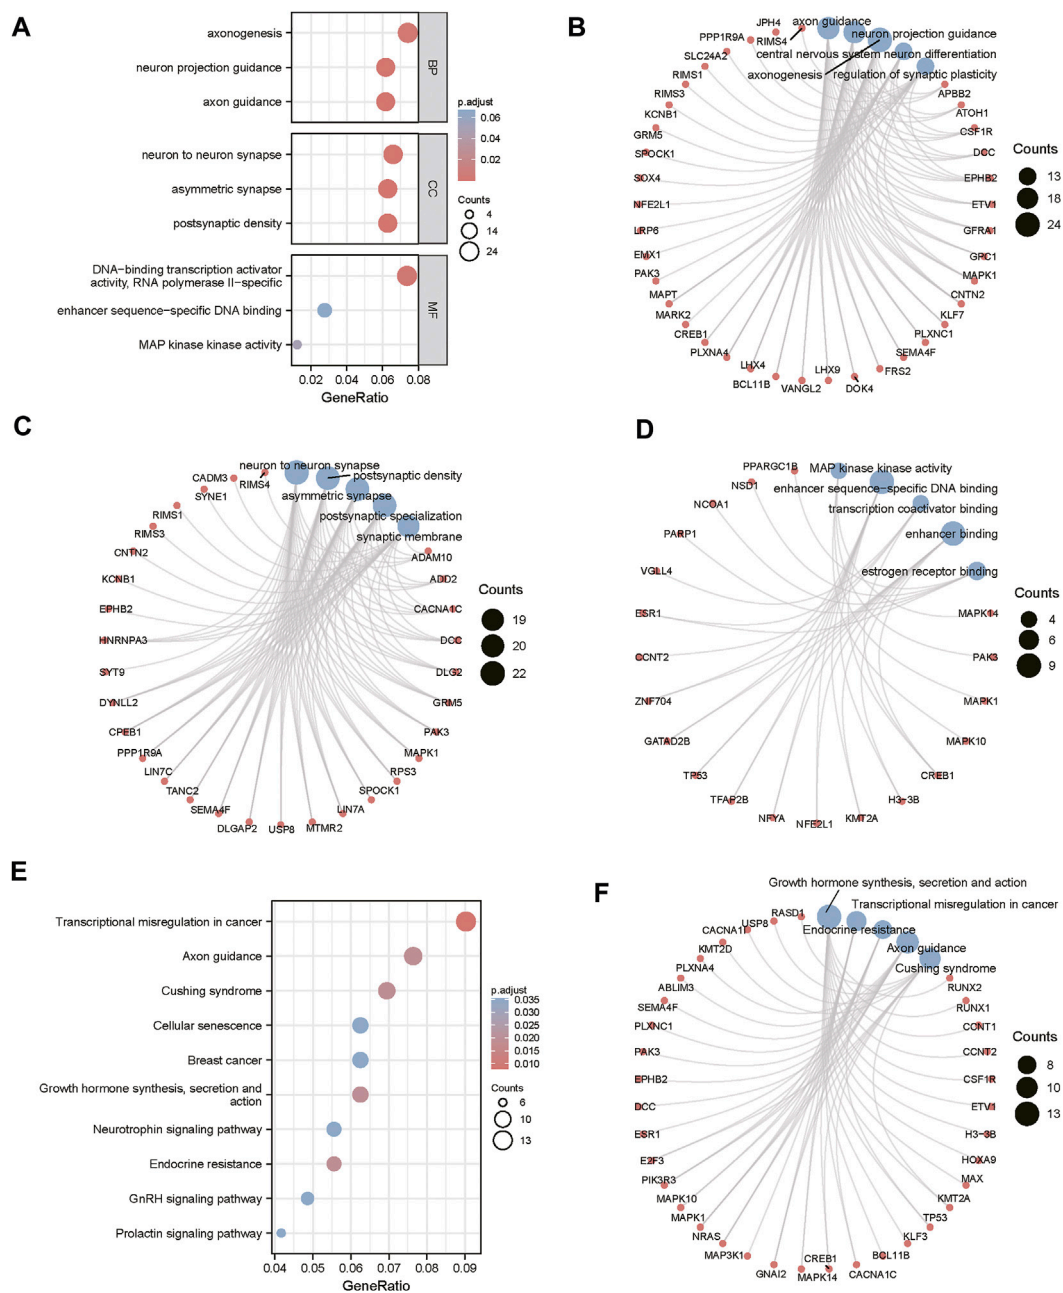 A
axonogenesis
neuron projection guidance
axon guidance
BP
neuron to neuron synapse
asymmetric synapse
postsynaptic density
CC
DNA−binding transcription activator
activity, RNA polymerase II−specific
enhancer sequence−specific DNA binding
MAP kinase kinase activity
MF
0.02 0.04 0.06 0.08
GeneRatio
p.adjust
0.06
0.04
0.02
Counts
4
14
24
B
axon guidance
neuron projection guidance
central nervous system neuron differentiation
axonogenesis
regulation of synaptic plasticity
JPH4
RIMS4
PPP1R9A
SLC24A2
RIMS1
RIMS3
KCNB1
GRM5
SPOCK1
SOX4
NFE2L1
LRP6
EMX1
PAK3
MAPT
MARK2
CREB1
PLXNA4
LHX4
BCL11B
VANGL2
LHX9
DOK4
FRS2
SEMA4F
PLXNC1
KLF7
CNTN2
MAPK1
GPC1
GFRA1
ETV1
EPHB2
DCC
CSF1R
ATOH1
APBB2
Counts
13
18
24
C
neuron to neuron synapse
postsynaptic density
asymmetric synapse
postsynaptic specialization
synaptic membrane
CADM3
RIMS4
SYNE1
RIMS1
RIMS3
CNTN2
KCNB1
EPHB2
HNRNPA3
SYT9
DYNLL2
CPEB1
PPP1R9A
LIN7C
TANC2
SEMA4F
DLGAP2
USP8
MTMR2
LIN7A
SPOCK1
RPS3
MAPK1
PAK3
GRM5
DLG2
DCC
CACNA1C
ADD2
ADAM10
Counts
19
20
22
D
MAP kinase kinase activity
enhancer sequence−specific DNA binding
transcription coactivator binding
enhancer binding
estrogen receptor binding
PPARGC1B
NSD1
NCOA1
PARP1
VGLL4
ESR1
CCNT2
ZNF704
GATAD2B
TP53
TFAP2B
NFYA
NFE2L1
KMT2A
H3−3B
CREB1
MAPK10
MAPK1
PAK3
MAPK14
Counts
4
6
9
E
Transcriptional misregulation in cancer
Axon guidance
Cushing syndrome
Cellular senescence
Breast cancer
Growth hormone synthesis, secretion and
action
Neurotrophin signaling pathway
Endocrine resistance
GnRH signaling pathway
Prolactin signaling pathway
0.04 0.05 0.06 0.07 0.08 0.09
GeneRatio
p.adjust
0.035
0.030
0.025
0.020
0.015
0.010
Counts
6
10
13
F
Growth hormone synthesis, secretion and action
Transcriptional misregulation in cancer
Endocrine resistance
Axon guidance
Cushing syndrome
RASD1
USP8
CACNA1I
KMT2D
PLXNA4
ABLIM3
SEMA4F
PLXNC1
PAK3
EPHB2
DCC
ESR1
E2F3
PIK3R3
MAPK10
MAPK1
NRAS
MAP3K1
GNAI2
CREB1
MAPK14
CACNA1C
BCL11B
KLF3
TP53
KMT2A
MAX
HOXA9
H3−3B
ETV1
CSF1R
CCNT2
CCNT1
RUNX1
RUNX2
Counts
8
10
13